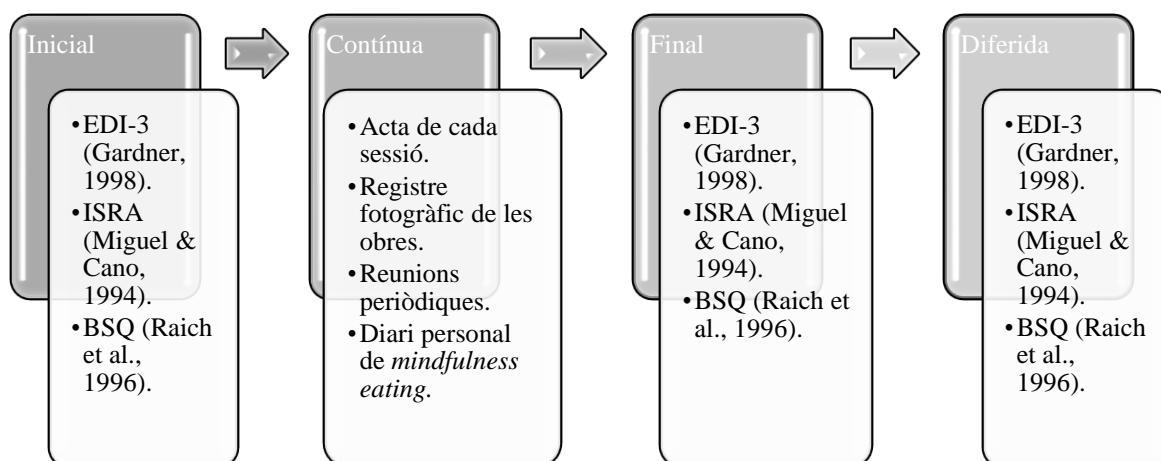 Inicial
•EDI-3
(Gardner,
1998).
•ISRA
(Miguel &
Cano,
1994).
•BSQ (Raich
et al.,
1996).
Contínua
•Acta de cada
sessió.
•Registre
fotogràfic de les
obres.
•Reunions
periòdiques.
•Diari personal
de mindfulness
eating.
Final
•EDI-3
(Gardner,
1998).
•ISRA (Miguel
& Cano,
1994).
•BSQ (Raich et
al., 1996).
Diferida
•EDI-3
(Gardner,
1998).
•ISRA
(Miguel &
Cano,
1994).
•BSQ (Raich
et al.,
1996).